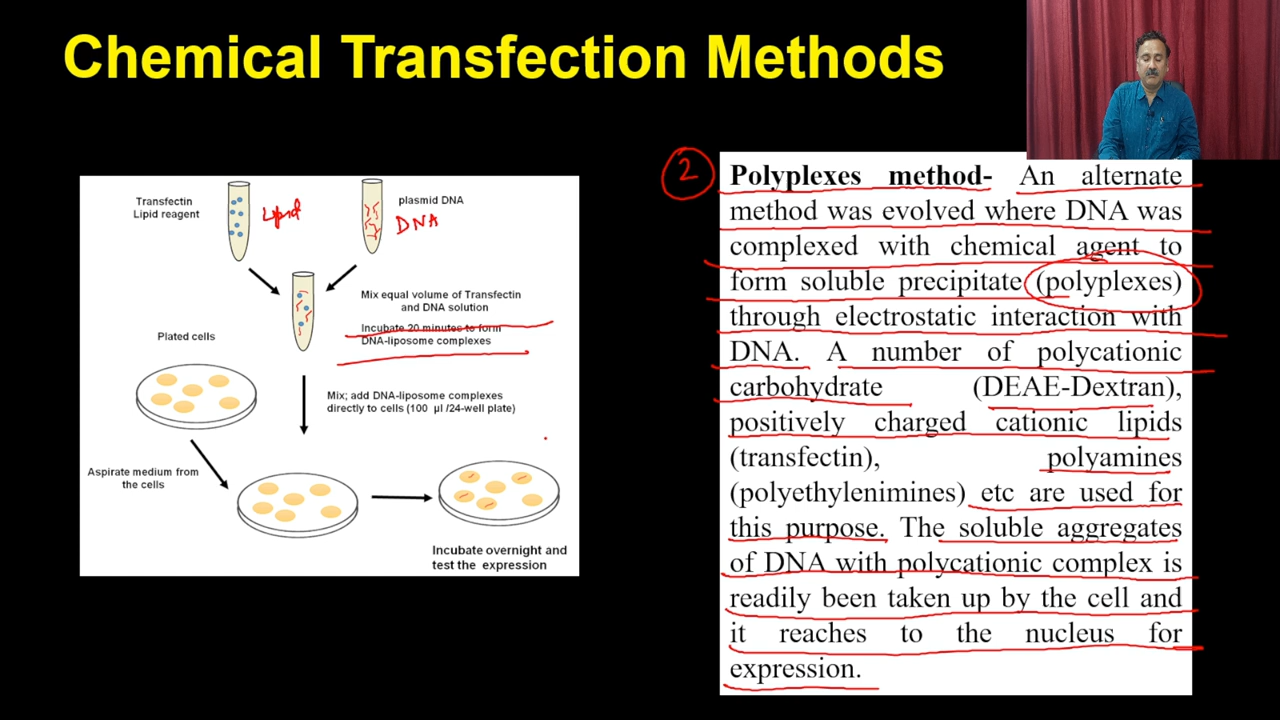 Chemical Transfection Methods
Transfectin
Lipid reagent
Lipid
plasmid DNA
DNA
Mix equal volume of Transfectin
and DNA solution
Incubate 20 minutes to form
DNA-liposome complexes
Plated cells
Mix; add DNA-liposome complexes
directly to cells (100 µl /24-well plate)
Aspirate medium from
the cells
Incubate overnight and
test the expression
2
Polyplexes method- An alternate
method was evolved where DNA was
complexed with chemical agent to
form soluble precipitate (polyplexes)
through electrostatic interaction with
DNA. A number of polycationic
carbohydrate (DEAE-Dextran),
positively charged cationic lipids
(transfectin), polyamines
(polyethylenimines) etc are used for
this purpose. The soluble aggregates
of DNA with polycationic complex is
readily been taken up by the cell and
it reaches to the nucleus for
expression.